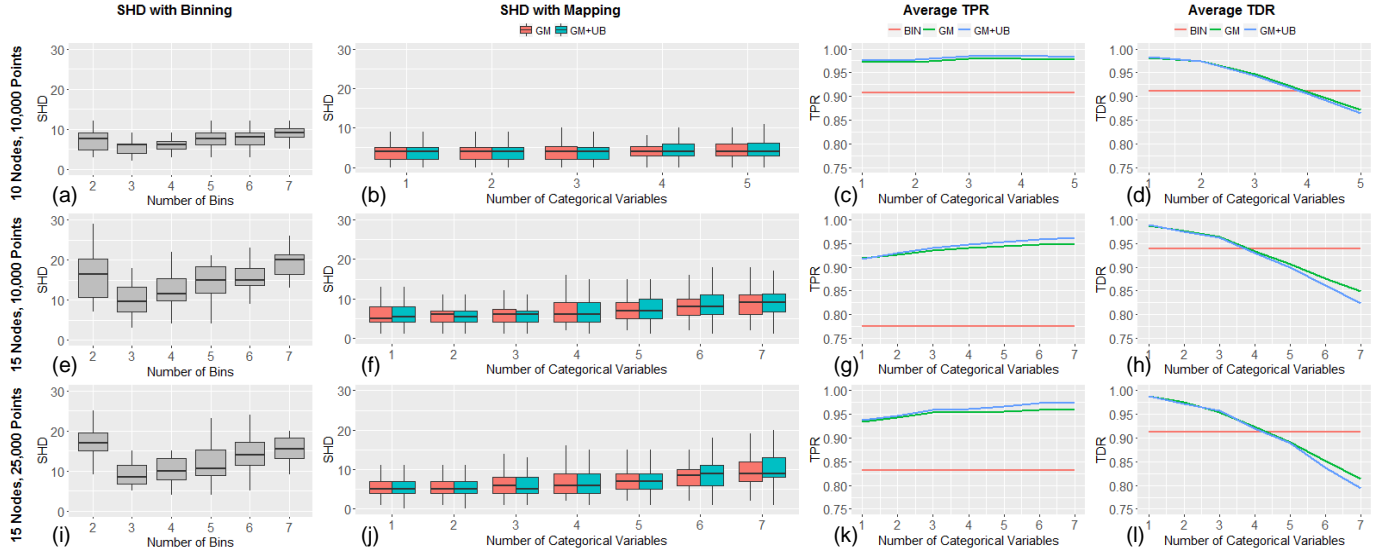 SHD with Binning
SHD with Mapping
Average TPR
Average TDR
GM GM+UB
BIN GM GM+UB
BIN GM GM+UB
10 Nodes, 10,000 Points
SHD
30
20
10
0
2 3 4 5 6 7
Number of Bins
(a)
SHD
30
20
10
0
1 2 3 4 5
Number of Categorical Variables
(b)
TPR
1.00
0.95
0.90
0.85
0.80
0.75
1 2 3 4 5
Number of Categorical Variables
(c)
TDR
1.00
0.95
0.90
0.85
0.80
0.75
1 2 3 4 5
Number of Categorical Variables
(d)
15 Nodes, 10,000 Points
SHD
30
20
10
0
2 3 4 5 6 7
Number of Bins
(e)
SHD
30
20
10
0
1 2 3 4 5 6 7
Number of Categorical Variables
(f)
TPR
1.00
0.95
0.90
0.85
0.80
0.75
1 2 3 4 5 6 7
Number of Categorical Variables
(g)
TDR
1.00
0.95
0.90
0.85
0.80
0.75
1 2 3 4 5 6 7
Number of Categorical Variables
(h)
15 Nodes, 25,000 Points
SHD
30
20
10
0
2 3 4 5 6 7
Number of Bins
(i)
SHD
30
20
10
0
1 2 3 4 5 6 7
Number of Categorical Variables
(j)
TPR
1.00
0.95
0.90
0.85
0.80
0.75
1 2 3 4 5 6 7
Number of Categorical Variables
(k)
TDR
1.00
0.95
0.90
0.85
0.80
0.75
1 2 3 4 5 6 7
Number of Categorical Variables
(l)